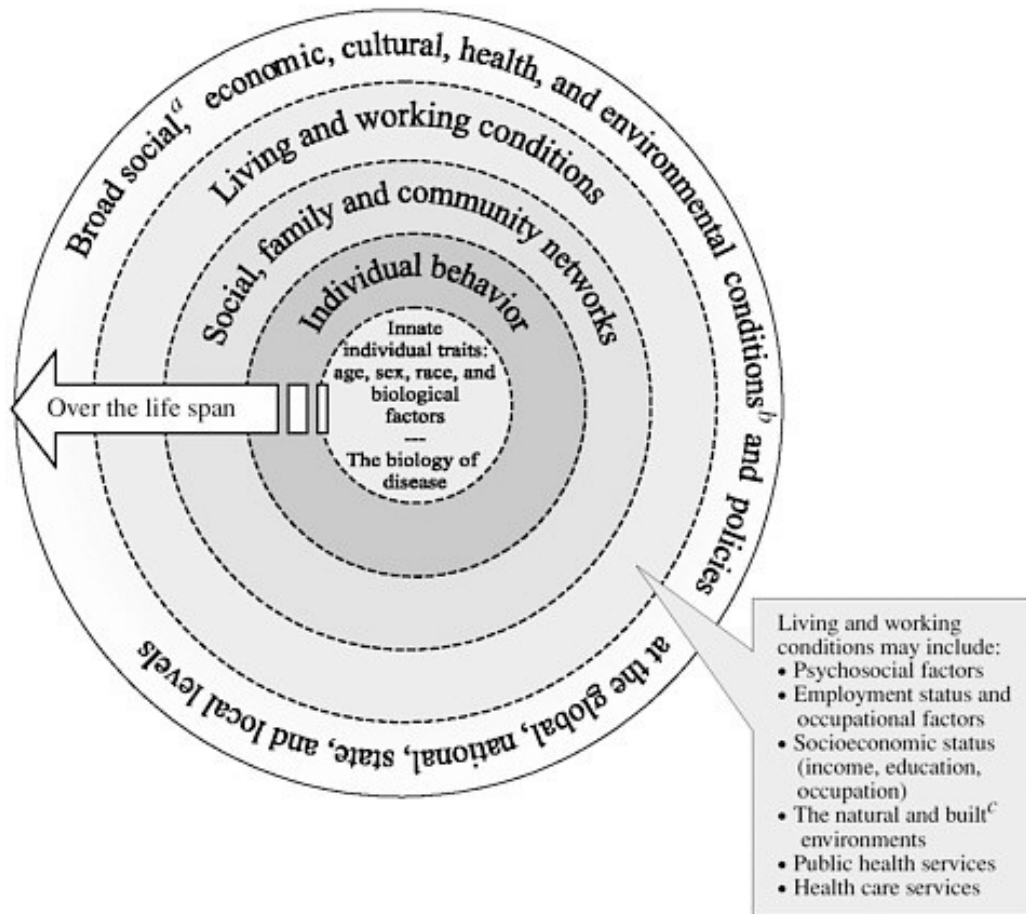 Broad social,a economic, cultural, health, and environmental conditionsb and policies
at the global, national, state, and local levels
Living and working conditions
Social, family and community networks
Individual behavior
Innate
individual traits:
age, sex, race, and
biological
factors
---
The biology of
disease
Over the life span
Living and working
conditions may include:
• Psychosocial factors
• Employment status and
occupational factors
• Socioeconomic status
(income, education,
occupation)
• The natural and builtc
environments
• Public health services
• Health care services